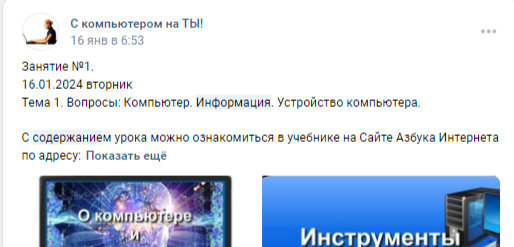 С компьютером на ТЫ!
16 янв в 6:53
Занятие №1.
16.01.2024 вторник
Тема 1. Вопросы: Компьютер. Информация. Устройство компьютера.
С содержанием урока можно ознакомиться в учебнике на Сайте Азбука Интернета
по адресу: Показать ещё
О компьютере
и
Инструменты